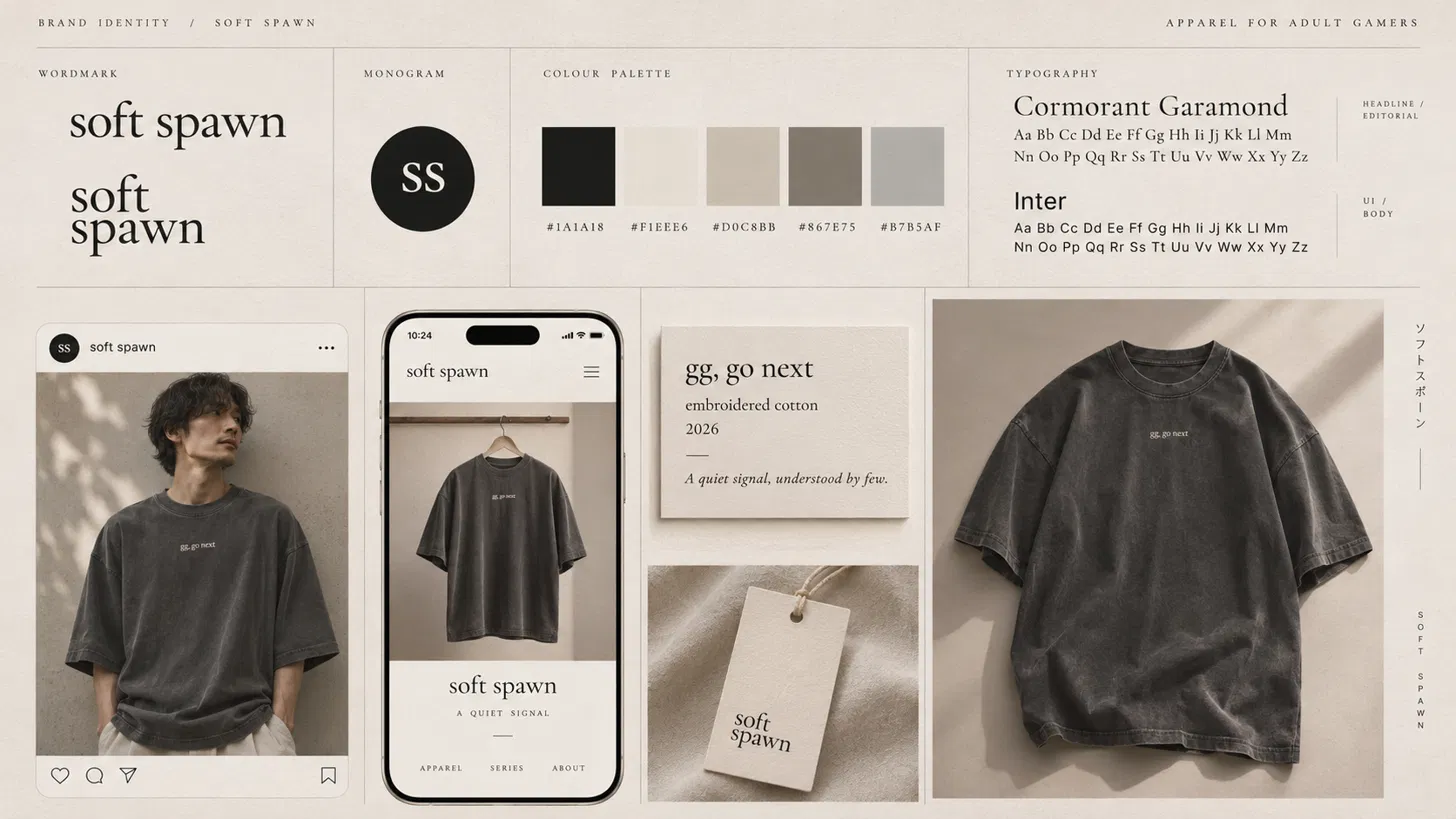 BRAND IDENTITY / SOFT SPAWN
APPAREL FOR ADULT GAMERS
WORDMARK
soft spawn
soft
spawn
MONOGRAM
ss
COLOUR PALETTE
#1A1A18
#F1EEE6
#D0C8BB
#867E75
#B7B5AF
TYPOGRAPHY
Cormorant Garamond
Aa Bb Cc Dd Ee Ff Gg Hh Ii Jj Kk Ll Mm
Nn Oo Pp Qq Rr Ss Tt Uu Vv Ww Xx Yy Zz
HEADLINE /
EDITORIAL
Inter
Aa Bb Cc Dd Ee Ff Gg Hh Ii Jj Kk Ll Mm
Nn Oo Pp Qq Rr Ss Tt Uu Vv Ww Xx Yy Zz
UI /
BODY
ss
soft spawn
gg, go next
10:24
soft spawn
gg, go next
soft spawn
A QUIET SIGNAL
APPAREL
SERIES
ABOUT
gg, go next
embroidered cotton
2026
A quiet signal, understood by few.
soft
spawn
gg, go next
ソフトスポーン
SOFT SPAWN